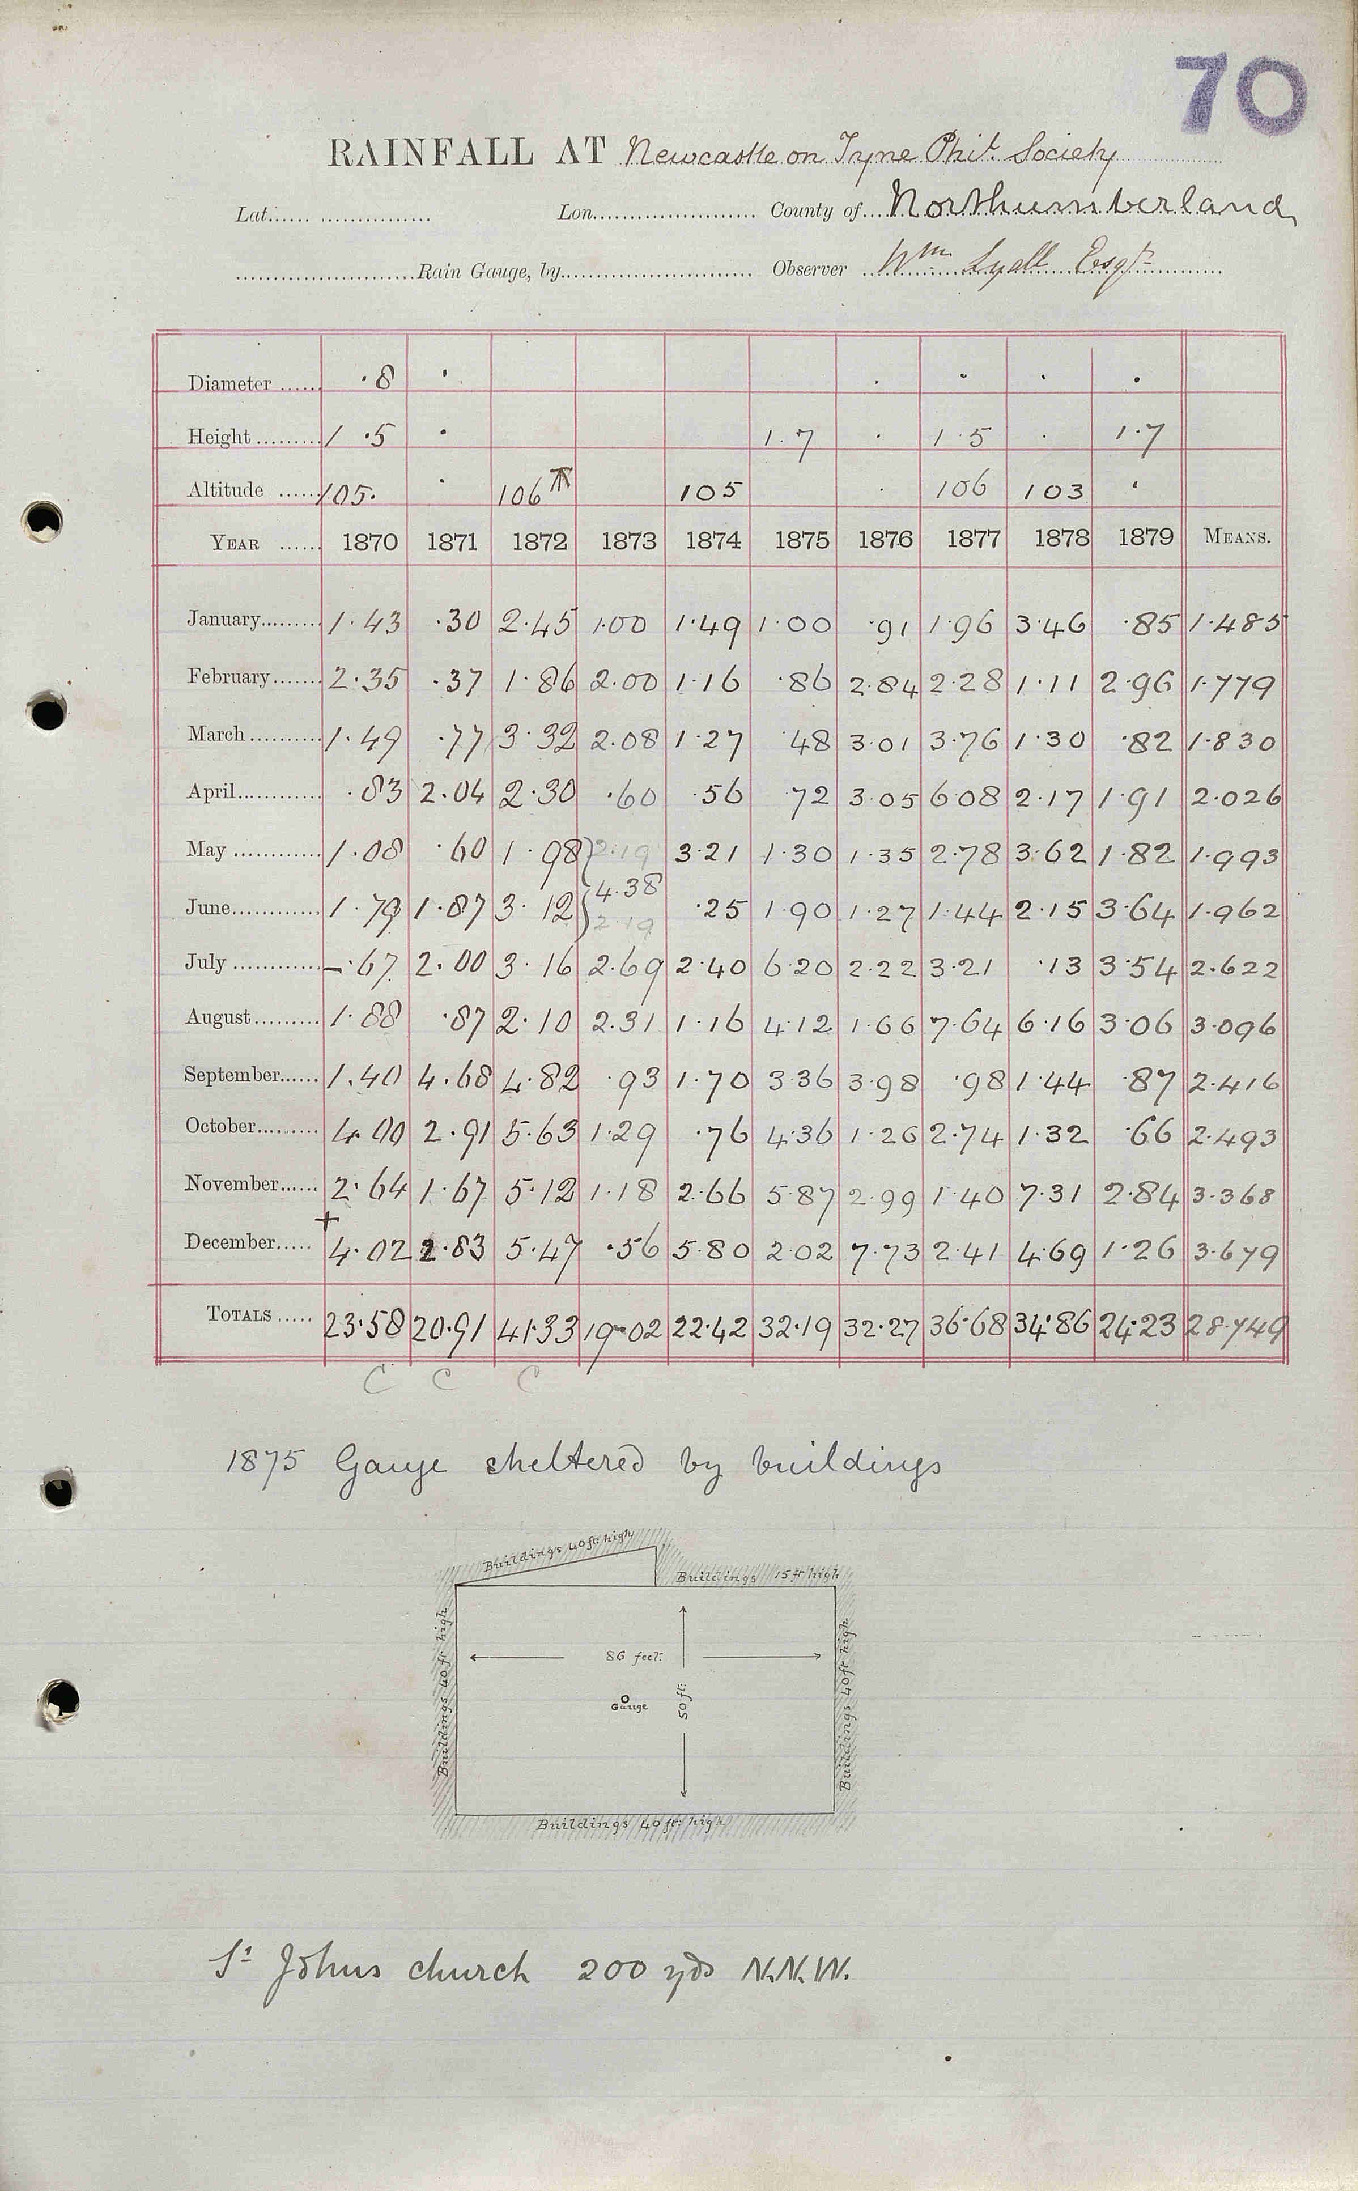 70
RAINFALL AT Newcastle on Tyne Phil. Society
Lat. Lon. County of Northumberland
Rain Gauge, by Observer Wm Lyall Esqr
Diameter ·8 · · · · ·
Height 1·5 · 1·7 · 1·5 · 1·7
Altitude 105· · 106 T 105 · 106 103 ·
YEAR 1870 1871 1872 1873 1874 1875 1876 1877 1878 1879 MEANS.
January 1·43 ·30 2·45 1·00 1·49 1·00 ·91 1·96 3·46 ·85 1·485
February 2·35 ·37 1·86 2·00 1·16 ·86 2·84 2·28 1·11 2·96 1·779
March 1·49 ·77 3·32 2·08 1·27 ·48 3·01 3·76 1·30 ·82 1·830
April ·83 2·04 2·30 ·60 ·56 ·72 3·05 6·08 2·17 1·91 2·026
May 1·08 ·60 1·98 2·19 3·21 1·30 1·35 2·78 3·62 1·82 1·993
4·38
June 1·79 1·87 3·12 2·19 ·25 1·90 1·27 1·44 2·15 3·64 1·962
July –·67 2·00 3·16 2·69 2·40 6·20 2·22 3·21 ·13 3·54 2·622
August 1·88 ·87 2·10 2·31 1·16 4·12 1·66 7·64 6·16 3·06 3·096
September 1·40 4·68 4·82 ·93 1·70 3·36 3·98 ·98 1·44 ·87 2·416
October 4·00 2·91 5·63 1·29 ·76 4·36 1·26 2·74 1·32 ·66 2·493
November 2·64 1·67 5·12 1·18 2·66 5·87 2·99 1·40 7·31 2·84 3·368
December + 4·02 2·83 5·47 ·56 5·80 2·02 7·73 2·41 4·69 1·26 3·679
TOTALS 23·58 20·91 41·33 19·02 22·42 32·19 32·27 36·68 34·86 24·23 28·749
C C C
1875 Gauge sheltered by buildings
Buildings 40 ft high
Buildings 15 ft high
Buildings 40 ft high
86 feet
50 ft.
Gauge
Buildings 40 ft high
Buildings 40 ft. high
St Johns church 200 yds N.N.W.